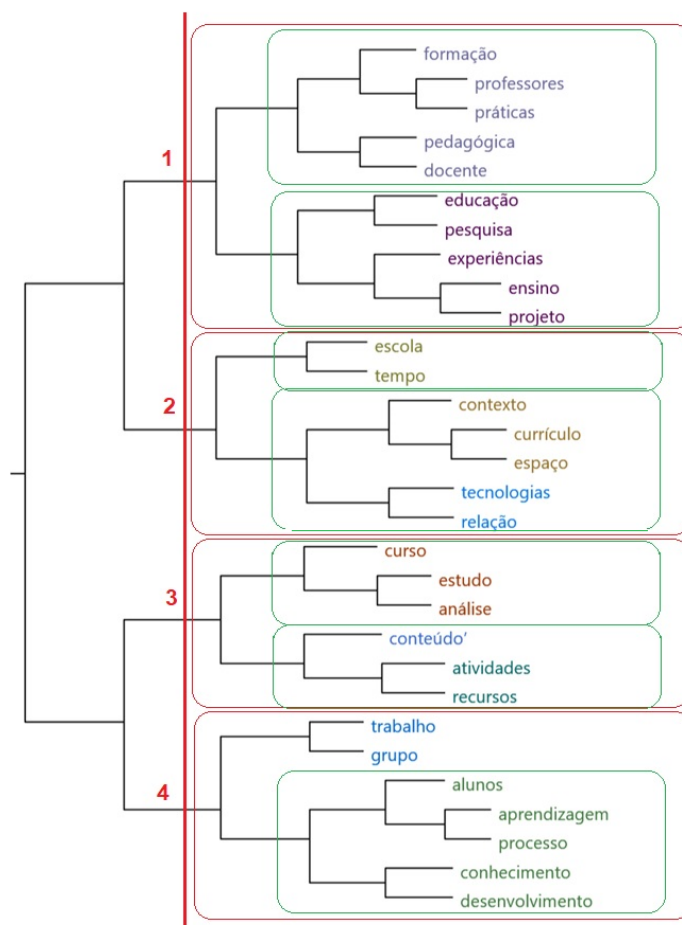 formação
professores
práticas
1
pedagógica
docente
educação
pesquisa
experiências
ensino
projeto
escola
tempo
2
contexto
currículo
espaço
tecnologias
relação
curso
estudo
3
análise
conteúdo’
atividades
recursos
trabalho
grupo
4
alunos
aprendizagem
processo
conhecimento
desenvolvimento